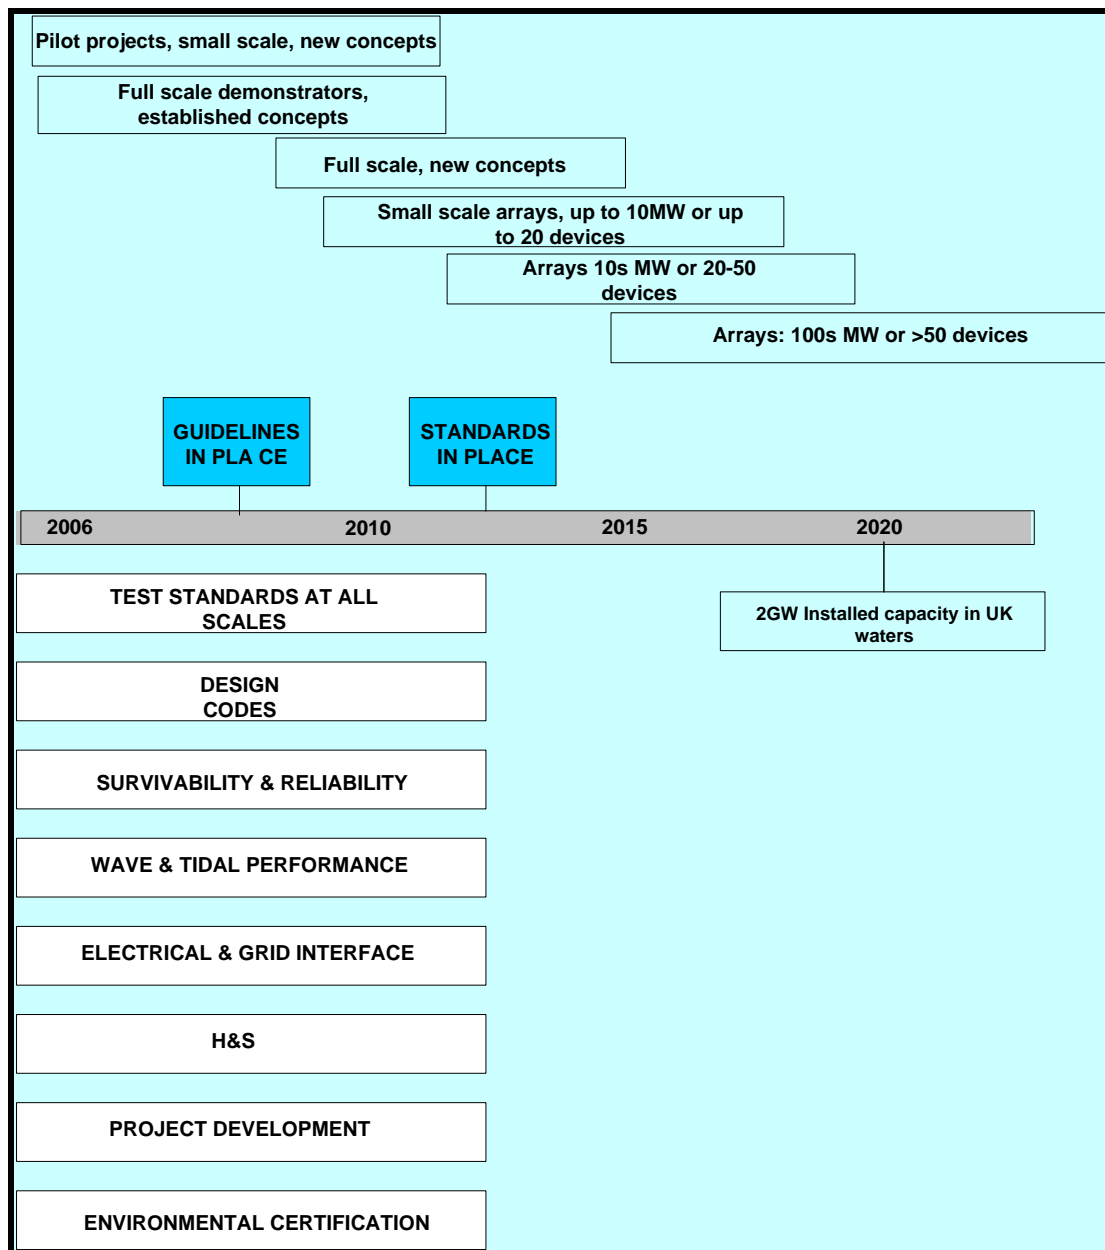 Pilot projects, small scale, new concepts
Full scale demonstrators,
established concepts
Full scale, new concepts
Small scale arrays, up to 10MW or up
to 20 devices
Arrays 10s MW or 20-50
devices
Arrays: 100s MW or >50 devices
GUIDELINES
IN PLA CE
STANDARDS
IN PLACE
2006
2010
2015
2020
TEST STANDARDS AT ALL
SCALES
2GW Installed capacity in UK
waters
DESIGN
CODES
SURVIVABILITY & RELIABILITY
WAVE & TIDAL PERFORMANCE
ELECTRICAL & GRID INTERFACE
H&S
PROJECT DEVELOPMENT
ENVIRONMENTAL CERTIFICATION